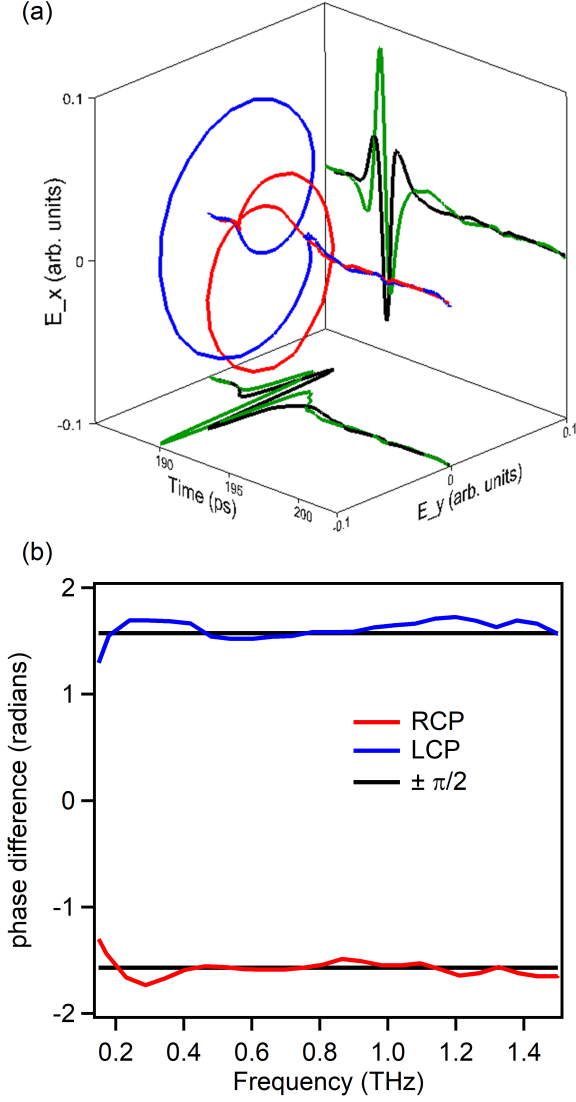 (a)
0.1
0
-0.1
E_x (arb. units)
190
195
200
Time (ps)
-0.1
0
0.1
E_y (arb. units)
(b)
2
1
0
-1
-2
phase difference (radians)
RCP
LCP
± π/2
0.2 0.4 0.6 0.8 1.0 1.2 1.4
Frequency (THz)